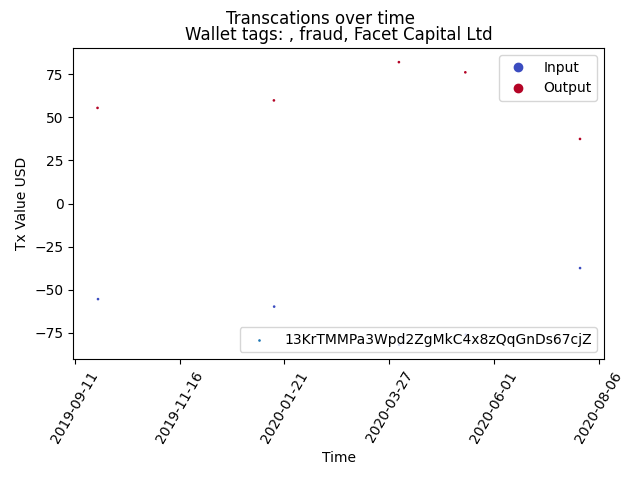 Transcations over time
Wallet tags: , fraud, Facet Capital Ltd
Input
Output
Tx Value USD
75
50
25
0
−25
−50
−75
13KrTMMPa3Wpd2ZgMkC4x8zQqGnDs67cjZ
2019-09-11
2019-11-16
2020-01-21
2020-03-27
2020-06-01
2020-08-06
Time